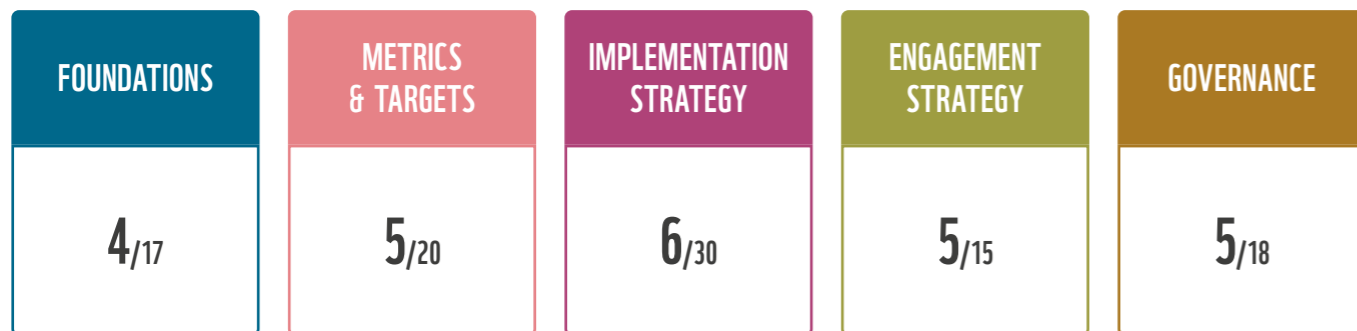 FOUNDATIONS
4/17
METRICS
& TARGETS
5/20
IMPLEMENTATION
STRATEGY
6/30
ENGAGEMENT
STRATEGY
5/15
GOVERNANCE
5/18